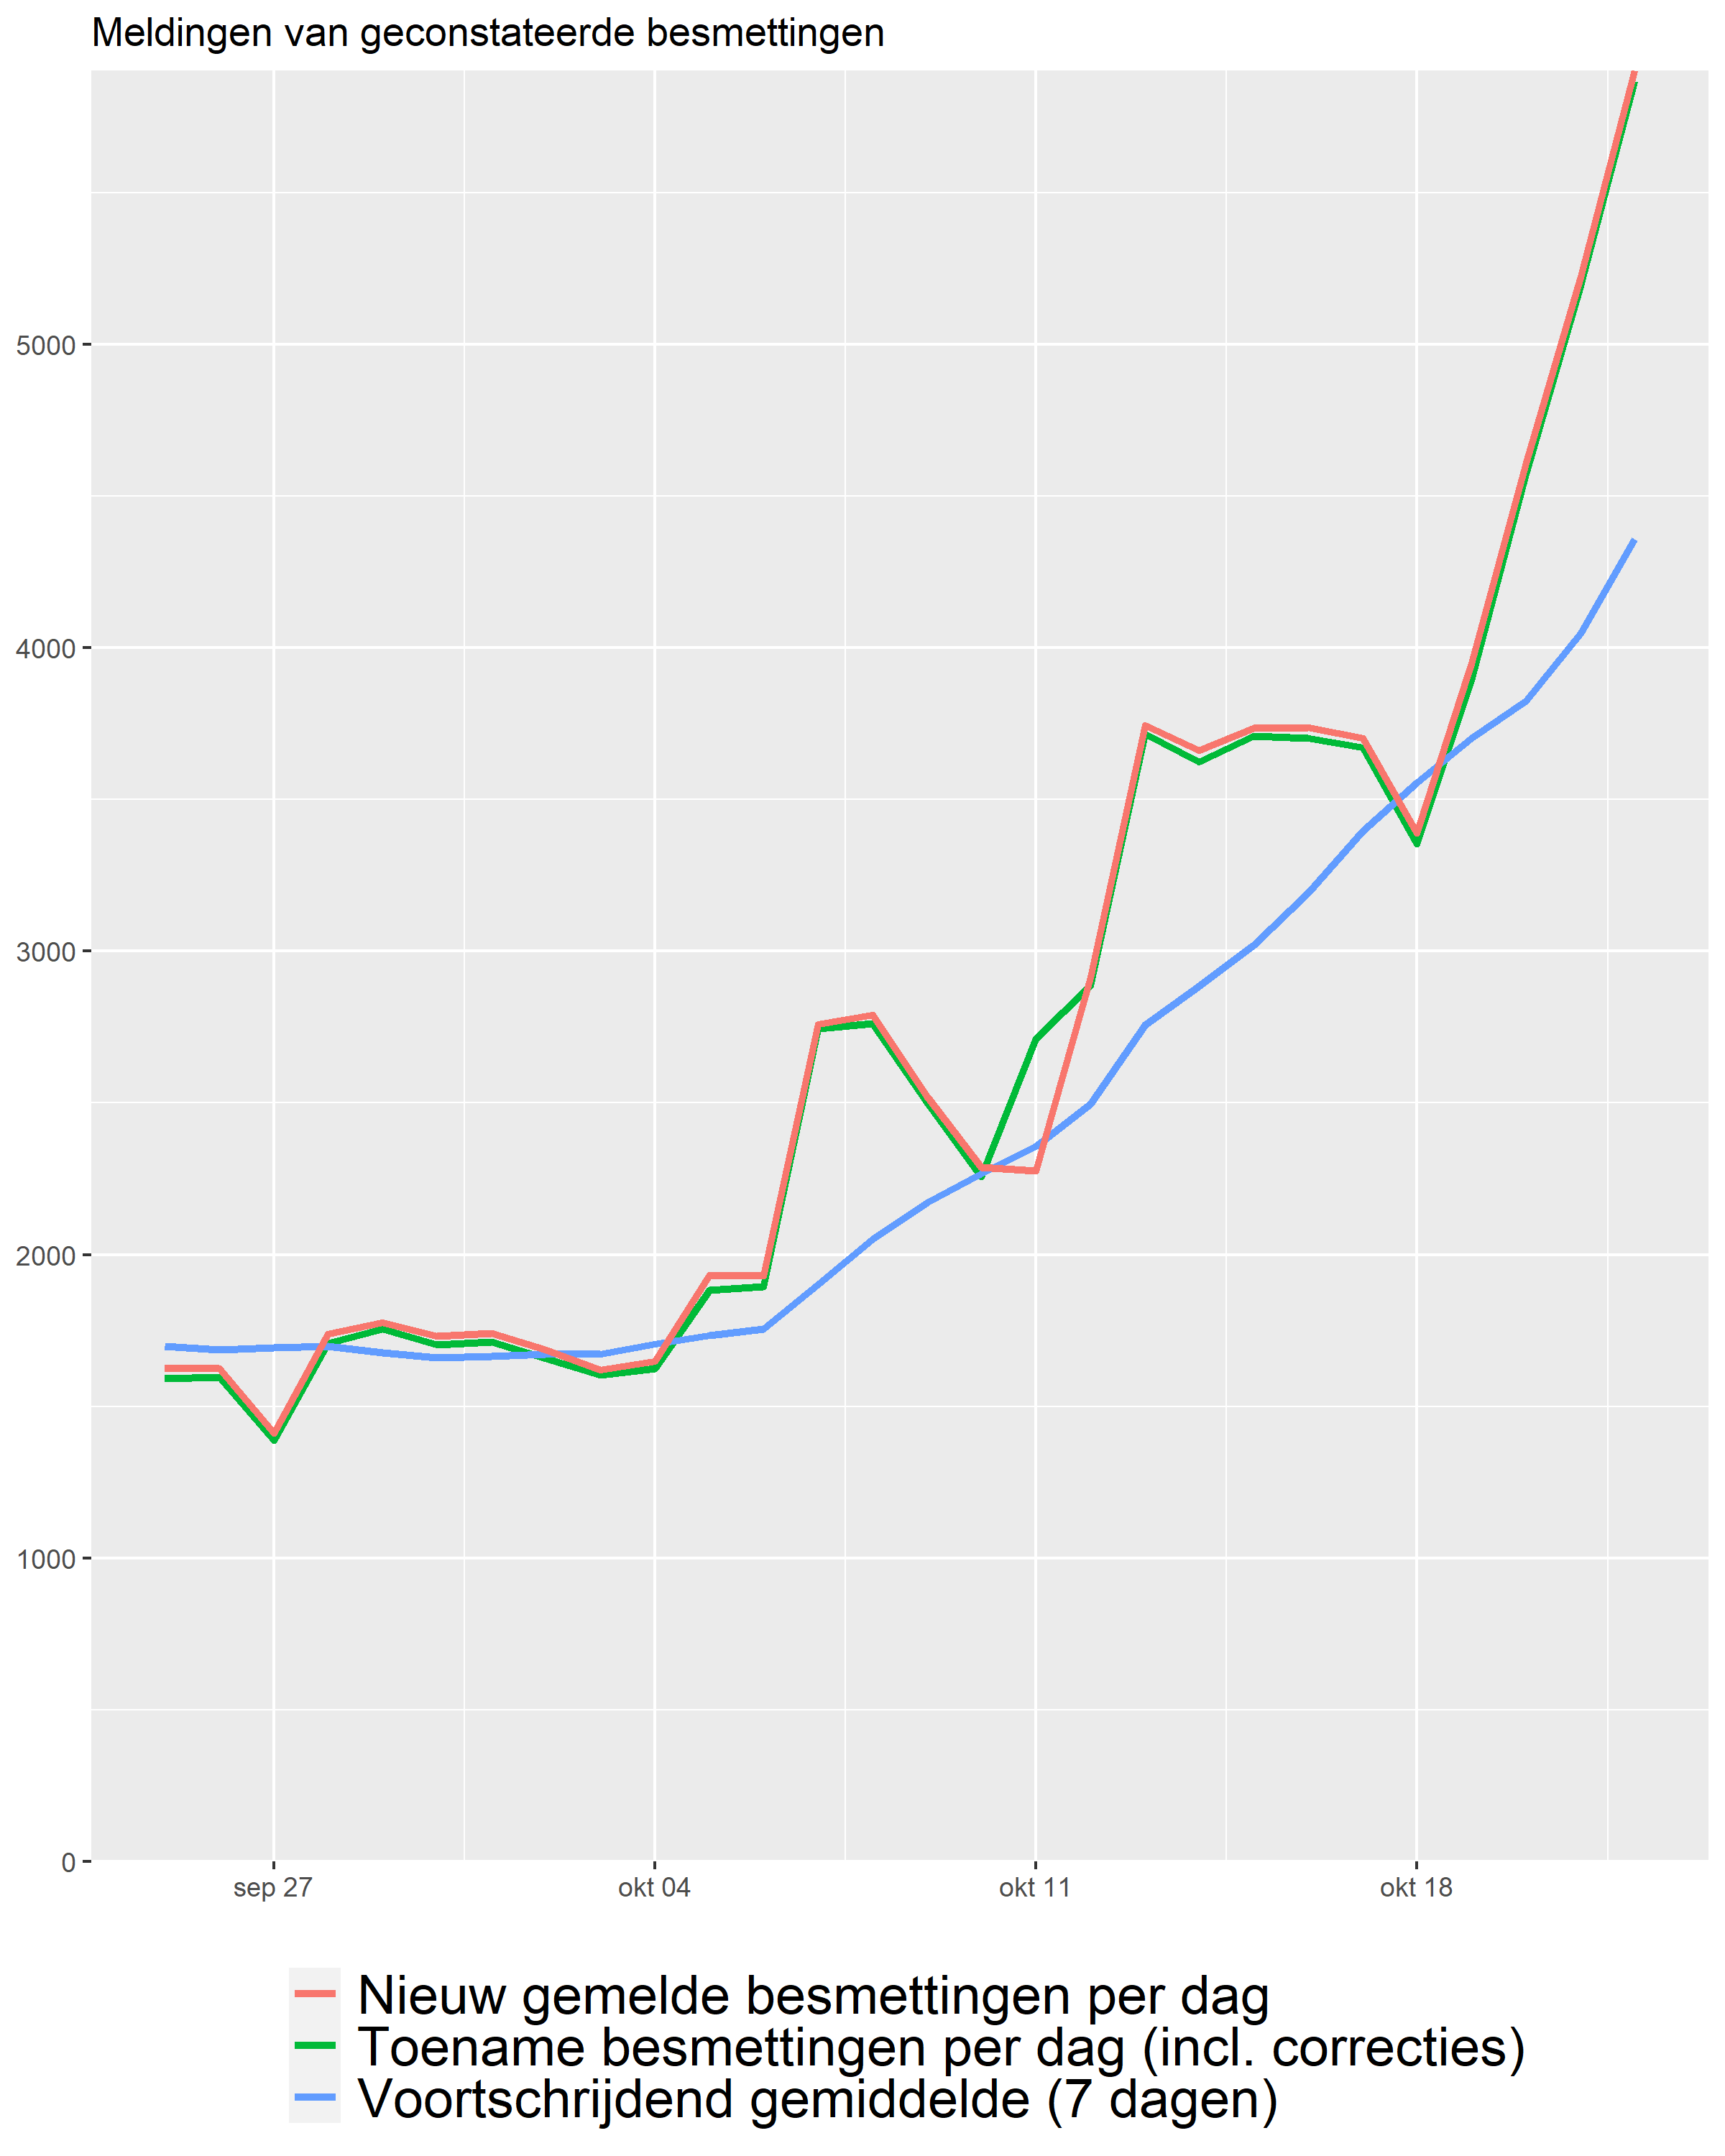 Meldingen van geconstateerde besmettingen
5000
4000
3000
2000
1000
0
sep 27
okt 04
okt 11
okt 18
Nieuw gemelde besmettingen per dag
Toename besmettingen per dag (incl. correcties)
Voortschrijdend gemiddelde (7 dagen)